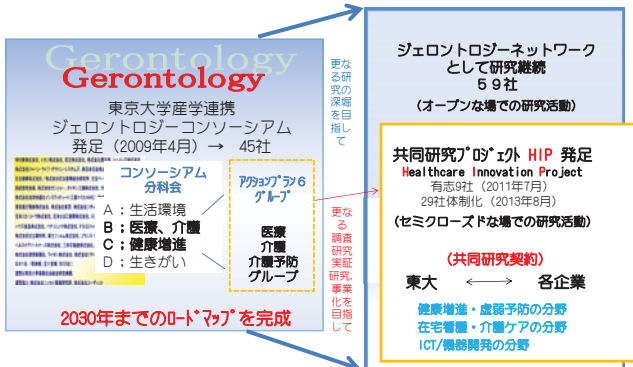 Gerontology
Gerontology
東京大学産学連携
ジェロントロジーコンソーシアム
発足（2009年4月）→ 45社
コンソーシアム
分科会
A：生活環境
B：医療、介護
C：健康増進
D：生きがい
ｱｸｼｮﾝﾌﾟﾗﾝ６
グループ
医療
介護
介護予防
グループ
2030年までのﾛｰﾄﾞﾏｯﾌﾟを完成
更なる研究の深堀を目指して
更なる調査研究実証研究、事業化を目指して
ジェロントロジーネットワーク
として研究継続
５９社
（オープンな場での研究活動）
共同研究ﾌﾟﾛｼﾞｪｸﾄ HIP 発足
Healthcare Innovation Project
有志9社（2011年7月）
29社体制化（2013年8月）
（セミクローズドな場での研究活動）
（共同研究契約）
東大 ⟷ 各企業
健康増進・虚弱予防の分野
在宅看護・介護ケアの分野
ICT/機器開発の分野